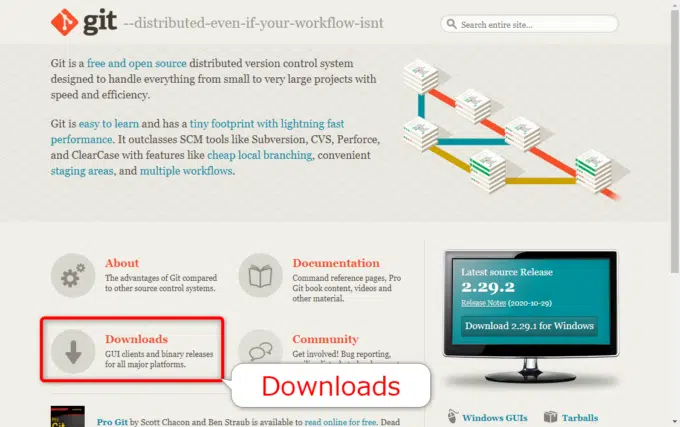 git --distributed-even-if-your-workflow-isnt
Search entire site...
Git is a free and open source distributed version control system
designed to handle everything from small to very large projects with
speed and efficiency.
Git is easy to learn and has a tiny footprint with lightning fast
performance. It outclasses SCM tools like Subversion, CVS, Perforce,
and ClearCase with features like cheap local branching, convenient
staging areas, and multiple workflows.
About
The advantages of Git compared
to other source control systems.
Documentation
Command reference pages, Pro
Git book content, videos and
other material.
Downloads
GUI clients and binary releases
for all major platforms.
Community
Get involved! Bug reporting,
Downloads
Latest source Release
2.29.2
Release Notes (2020-10-29)
Download 2.29.1 for Windows
Windows GUIs
Tarballs
Pro Git by Scott Chacon and Ben Straub is available to read online for free. Dead